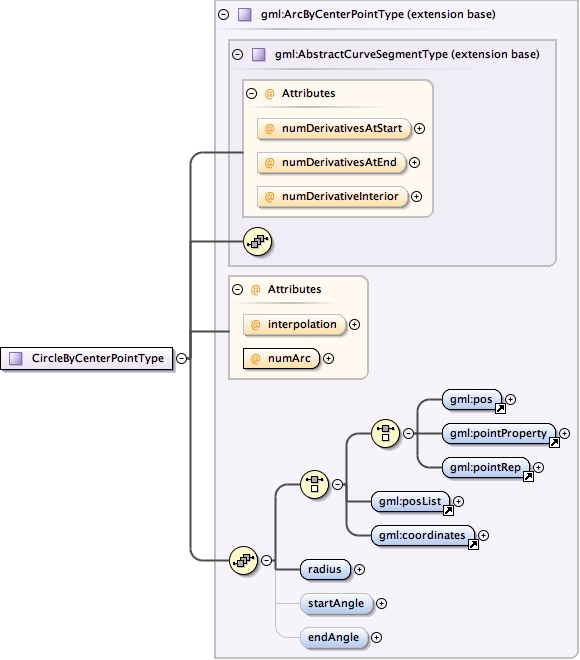 gml:ArcByCenterPointType (extension base)
gml:AbstractCurveSegmentType (extension base)
@ Attributes
@ numDerivativesAtStart
@ numDerivativesAtEnd
@ numDerivativeInterior
@ Attributes
@ interpolation
@ numArc
CircleByCenterPointType
gml:pos
gml:pointProperty
gml:pointRep
gml:posList
gml:coordinates
radius
startAngle
endAngle